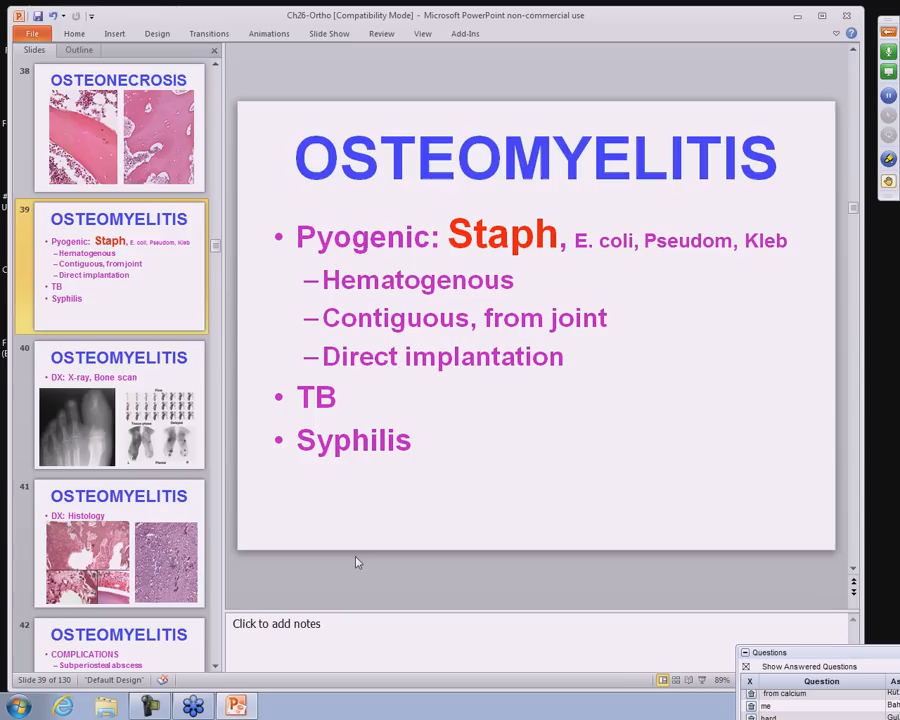 Ch26-Ortho [Compatibility Mode] - Microsoft PowerPoint non-commercial use
File Home Insert Design Transitions Animations Slide Show Review View Add-Ins
Slides Outline
38
OSTEONECROSIS
39
OSTEOMYELITIS
• Pyogenic: Staph, E. coli, Pseudom, Kleb
–Hematogenous
–Contiguous, from joint
–Direct implantation
• TB
• Syphilis
40
OSTEOMYELITIS
• DX: X-ray, Bone scan
41
OSTEOMYELITIS
• DX: Histology
42
OSTEOMYELITIS
• COMPLICATIONS
– Subperiosteal abscess
OSTEOMYELITIS
• Pyogenic: Staph, E. coli, Pseudom, Kleb
–Hematogenous
–Contiguous, from joint
–Direct implantation
• TB
• Syphilis
Click to add notes
Slide 39 of 130 "Default Design" 89%
Questions
Show Answered Questions
X Question As
from calcium Rut
me Bah
hard